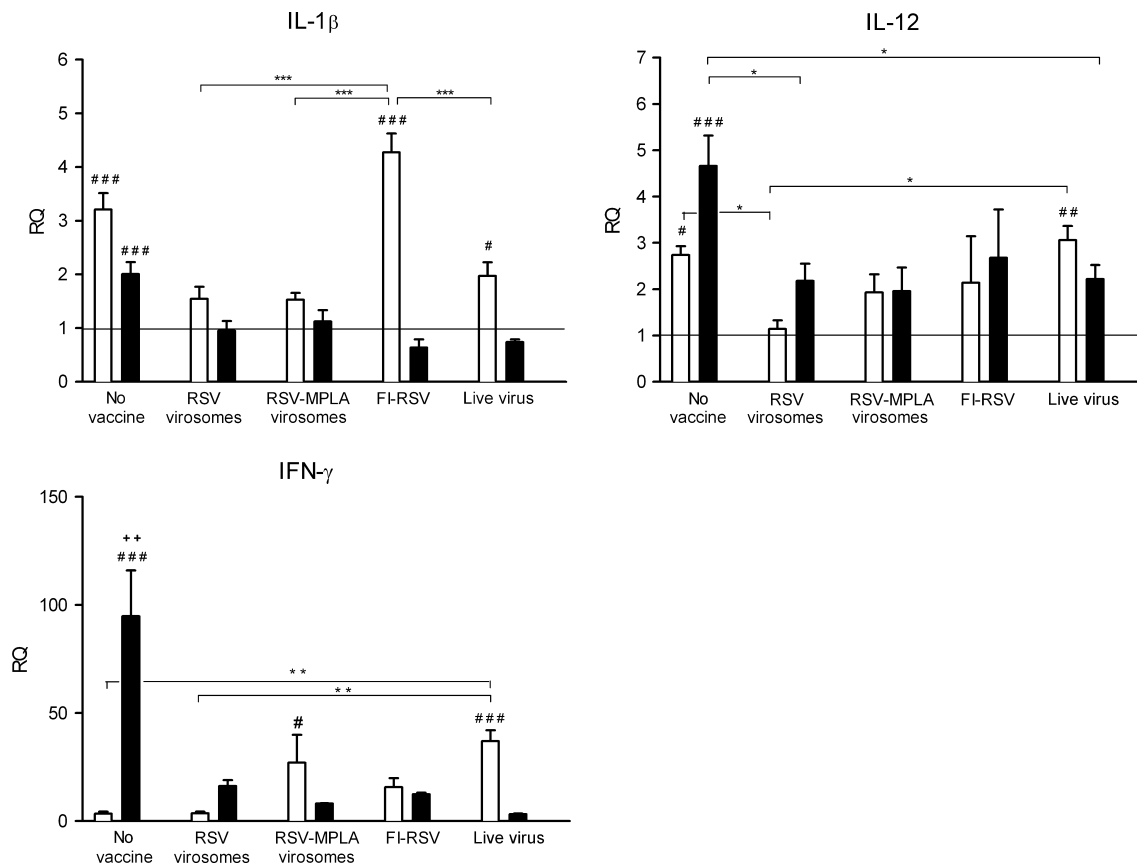 IL-1β
6
5
4
3
2
1
0
RQ
***
*** ***
###
###
###
#
No vaccine
RSV virosomes
RSV-MPLA virosomes
FI-RSV
Live virus
IL-12
7
6
5
4
3
2
1
0
RQ
*
*
###
*
*
#
##
No vaccine
RSV virosomes
RSV-MPLA virosomes
FI-RSV
Live virus
IFN-γ
150
100
50
0
RQ
++
###
**
**
#
###
No vaccine
RSV virosomes
RSV-MPLA virosomes
FI-RSV
Live virus